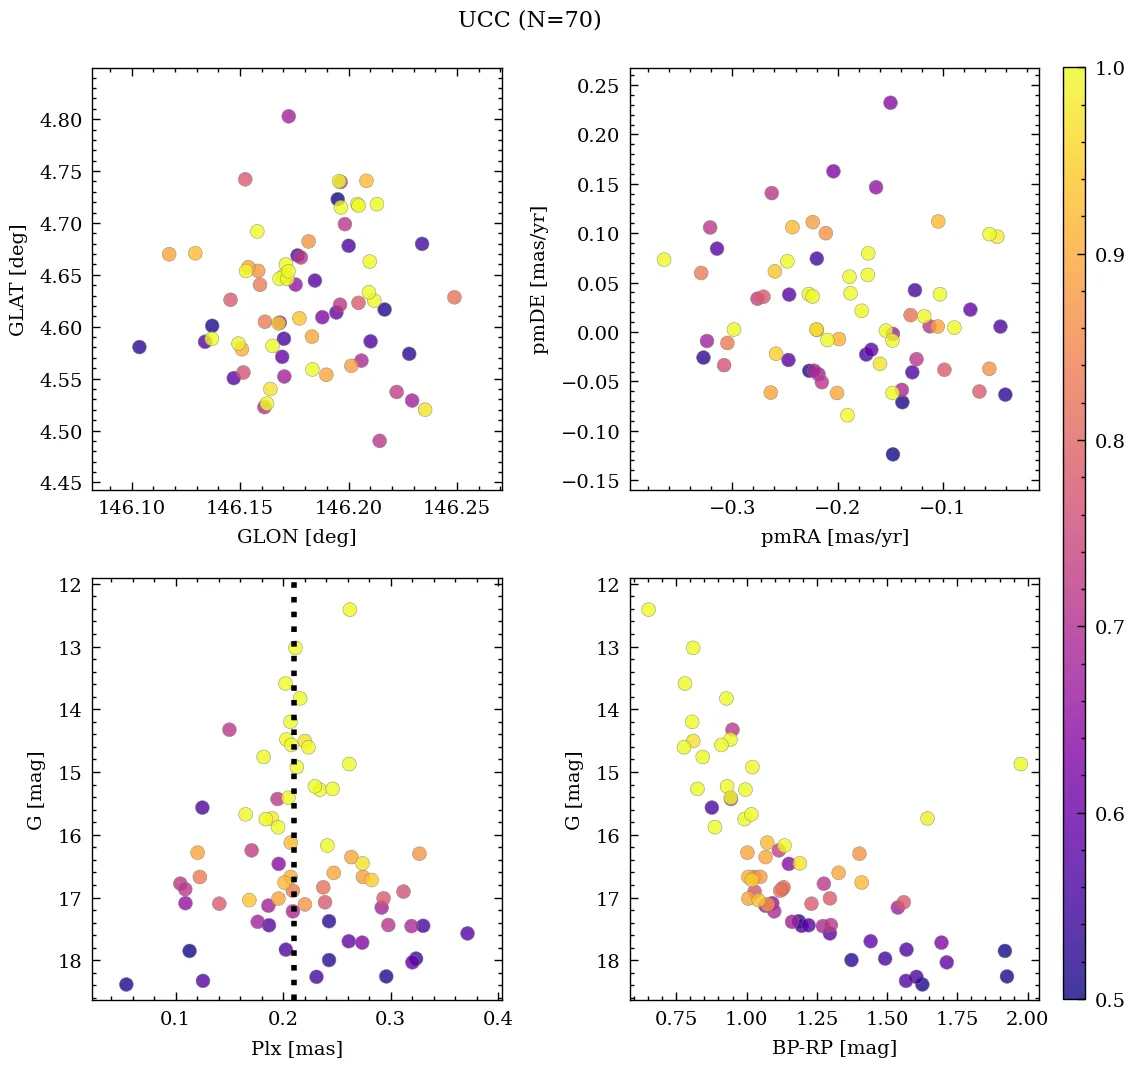 UCC (N=70)
4.80
4.75
4.70
4.65
4.60
4.55
4.50
4.45
GLAT [deg]
146.10 146.15 146.20 146.25
GLON [deg]
0.25
0.20
0.15
0.10
0.05
0.00
−0.05
−0.10
−0.15
pmDE [mas/yr]
−0.3 −0.2 −0.1
pmRA [mas/yr]
12
13
14
15
16
17
18
G [mag]
0.1 0.2 0.3 0.4
Plx [mas]
12
13
14
15
16
17
18
G [mag]
0.75 1.00 1.25 1.50 1.75 2.00
BP-RP [mag]
1.0
0.9
0.8
0.7
0.6
0.5